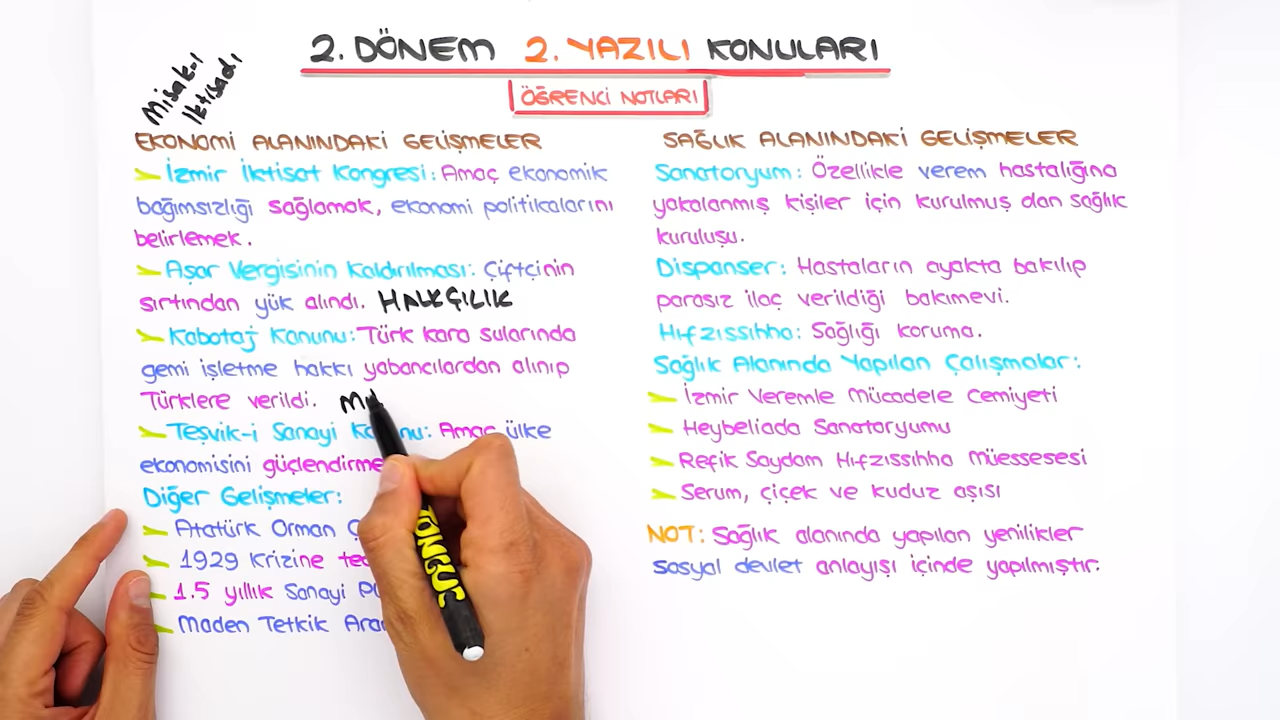 2. DÖNEM 2. YAZILI KONULARI
ÖĞRENCİ NOTLARI
Misak-ı
İktisadı
EKONOMİ ALANINDAKİ GELİŞMELER
İzmir İktisat Kongresi: Amaç ekonomik
bağımsızlığı sağlamak, ekonomi politikalarını
belirlemek.
Aşar Vergisinin Kaldırılması: Çiftçinin
sırtından yük alındı. HALKÇILIK
Kabotaj Kanunu: Türk kara sularında
gemi işletme hakkı yabancılardan alınıp
Türklere verildi.
Teşvik-i Sanayi Amaç ülke
ekonomisini güçlendirme
Diğer Gelişmeler:
Atatürk Orman
1929 Krizine
1.5 yıllık Sanayi
Maden Tetkik
SAĞLIK ALANINDAKİ GELİŞMELER
Sanatoryum: Özellikle verem hastalığına
yakalanmış kişiler için kurulmuş olan sağlık
kuruluşu.
Dispanser: Hastaların ayakta bakılıp
parasız ilaç verildiği bakımevi.
Hıfzıssıhha: Sağlığı koruma.
Sağlık Alanında Yapılan Çalışmalar:
İzmir Veremle Mücadele Cemiyeti
Heybeliada Sanatoryumu
Refik Saydam Hıfzıssıhha Müessesesi
Serum, çiçek ve kuduz aşısı
NOT: Sağlık alanında yapılan yenilikler
sosyal devlet anlayışı içinde yapılmıştır.
TONGUÇ